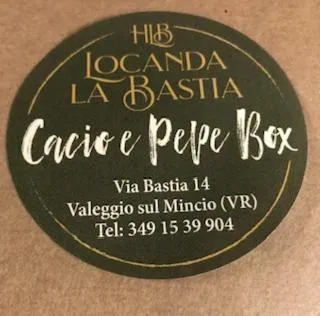 HLB
LOCANDA
LA BASTIA
Cacio e Pepe Box
Via Bastia 14
Valeggio sul Mincio (VR)
Tel: 349 15 39 904